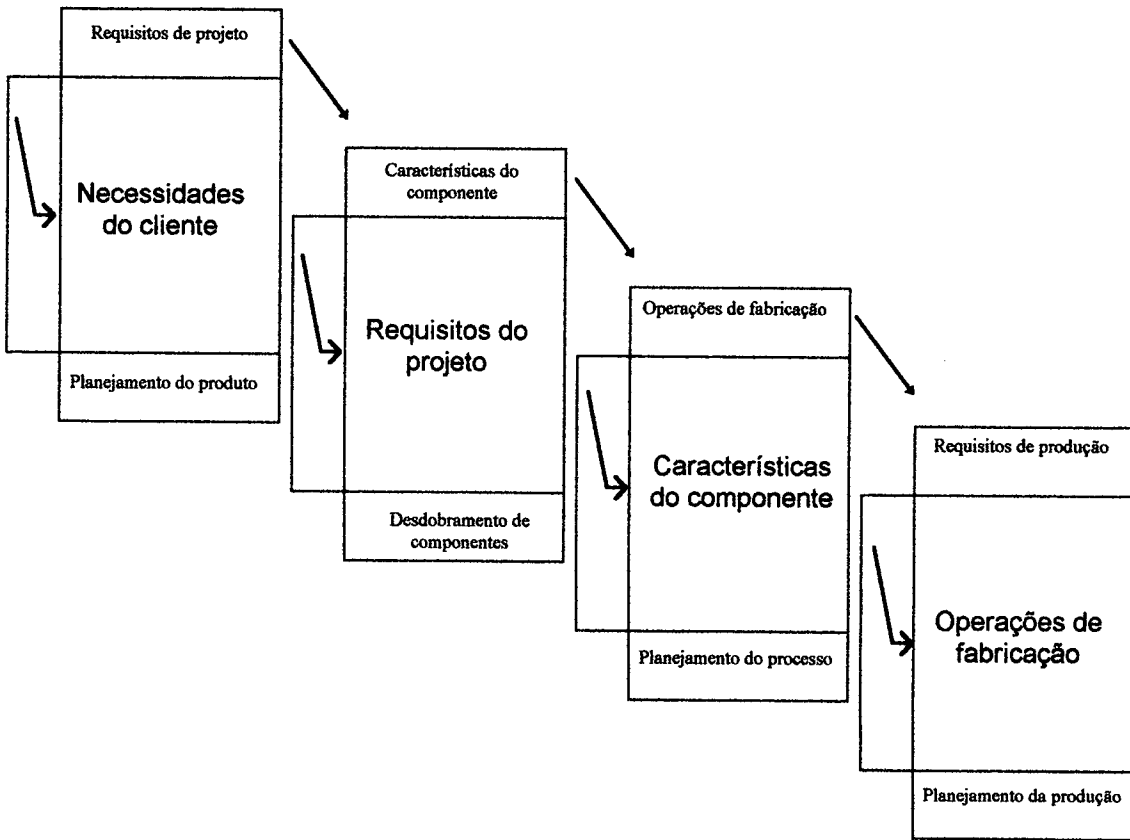 Requisitos de projeto
Necessidades
do cliente
Planejamento do produto
Características do
componente
Requisitos do
projeto
Desdobramento de
componentes
Operações de fabricação
Características
do componente
Planejamento do processo
Requisitos de produção
Operações de
fabricação
Planejamento da produção